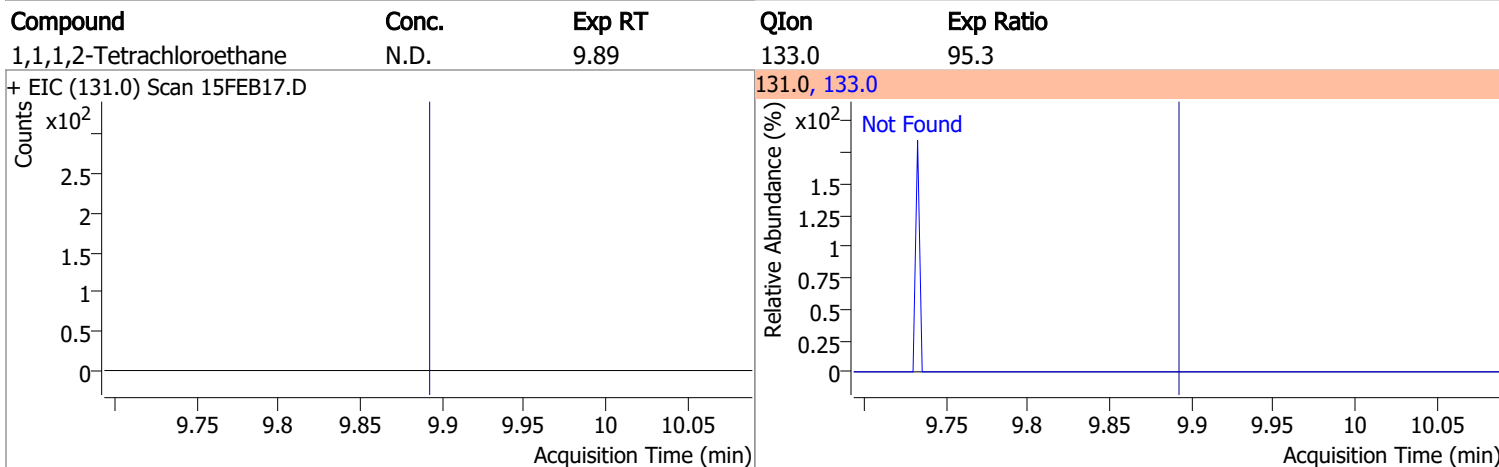 Compound Conc. Exp RT QIon Exp Ratio
1,1,1,2-Tetrachloroethane N.D. 9.89 133.0 95.3
+ EIC (131.0) Scan 15FEB17.D
Counts
x10²
2.5
2
1.5
1
0.5
0
9.75 9.8 9.85 9.9 9.95 10 10.05
Acquisition Time (min)
131.0, 133.0
Relative Abundance (%)
x10²
Not Found
1.5
1.25
1
0.75
0.5
0.25
0
9.75 9.8 9.85 9.9 9.95 10 10.05
Acquisition Time (min)